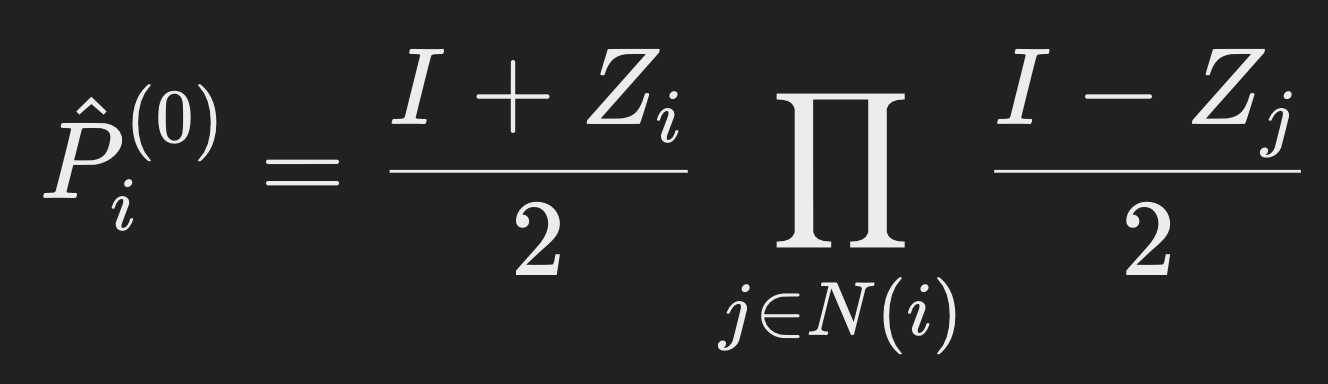 $\hat{P}_i^{(0)} = \frac{I + Z_i}{2} \prod_{j \in N(i)} \frac{I - Z_j}{2}$